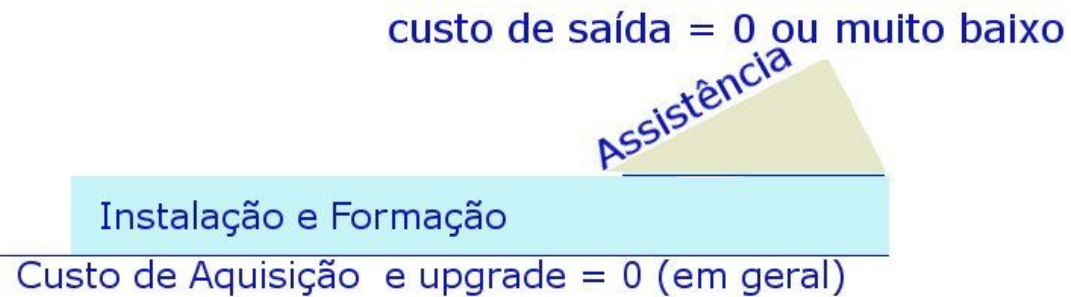 custo de saída = 0 ou muito baixo
Assistência
Instalação e Formação
Custo de Aquisição e upgrade = 0 (em geral)